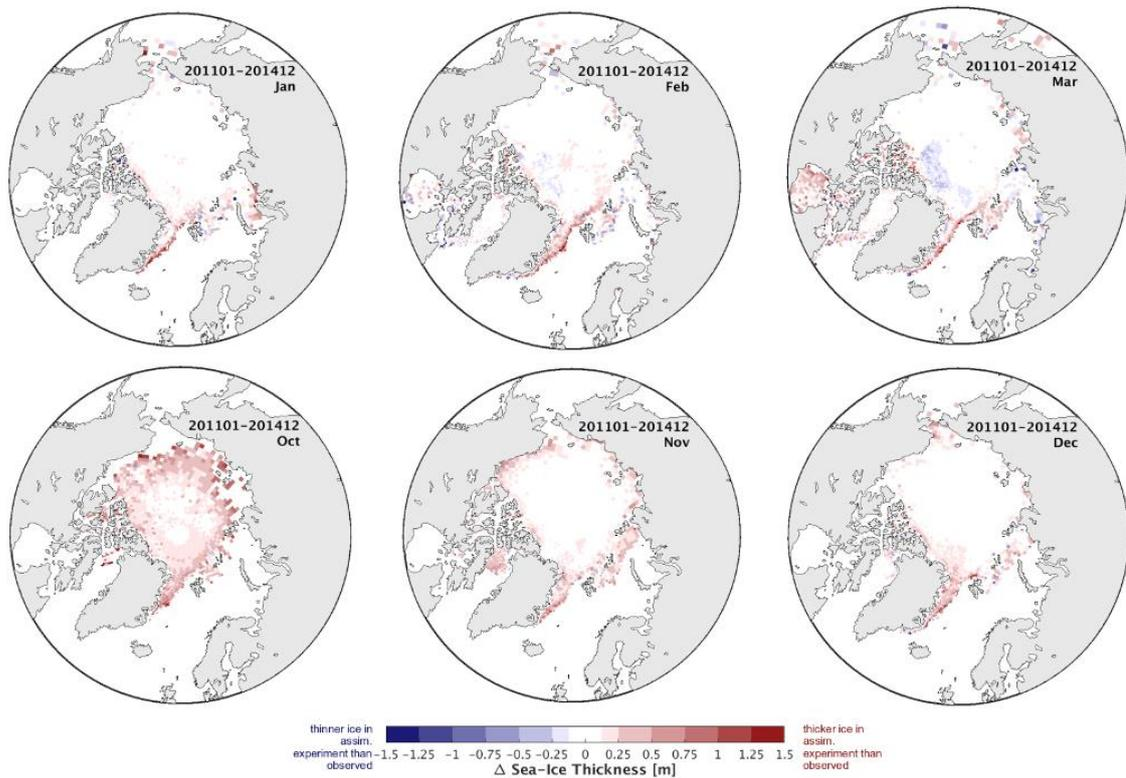 201101-201412
Jan
201101-201412
Feb
201101-201412
Mar
201101-201412
Oct
201101-201412
Nov
201101-201412
Dec
thinner ice in
assim.
experiment than
observed
-1.5 -1.25 -1 -0.75 -0.5 -0.25 0 0.25 0.5 0.75 1 1.25 1.5
Δ Sea-Ice Thickness [m]
thicker ice in
assim.
experiment than
observed